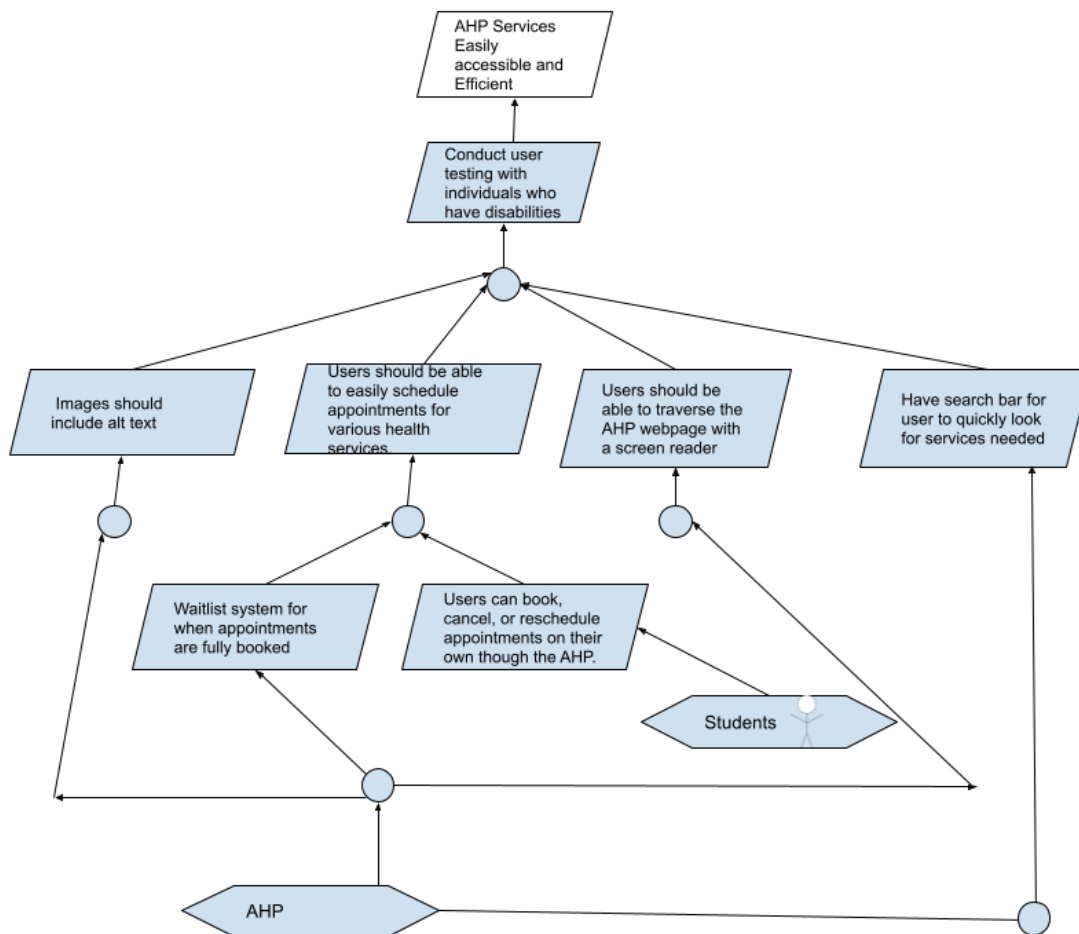 AHP Services
Easily
accessible and
Efficient
Conduct user
testing with
individuals who
have disabilities
Images should
include alt text
Users should be able
to easily schedule
appointments for
various health
services.
Users should be
able to traverse the
AHP webpage with
a screen reader
Have search bar for
user to quickly look
for services needed
Waitlist system for
when appointments
are fully booked
Users can book,
cancel, or reschedule
appointments on their
own though the AHP.
Students
AHP